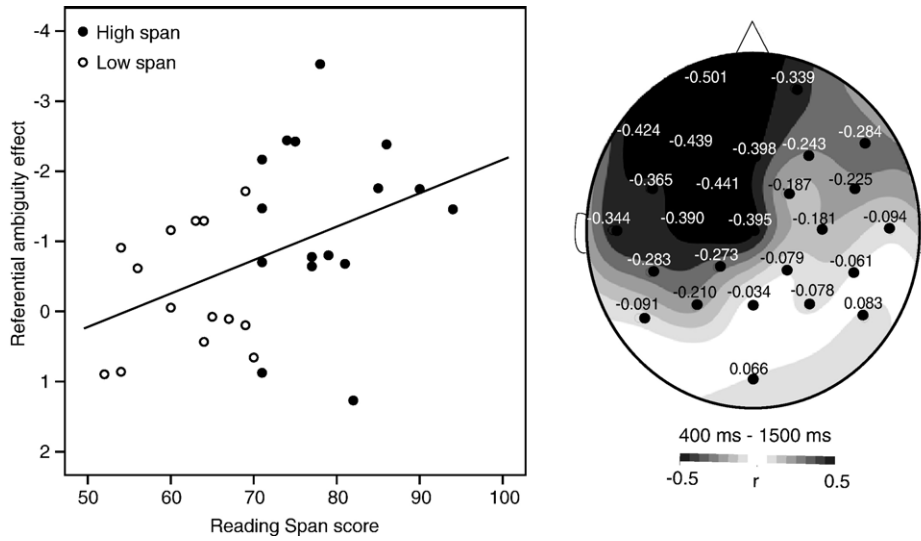 -4
-3
-2
-1
0
1
2
Referential ambiguity effect
High span
Low span
50 60 70 80 90 100
Reading Span score
-0.501 -0.339
-0.424 -0.439 -0.398 -0.243 -0.284
-0.365 -0.441 -0.187 -0.225
-0.344 -0.390 -0.395 -0.181 -0.094
-0.283 -0.273 -0.079 -0.061
-0.091 -0.210 -0.034 -0.078 0.083
0.066
400 ms - 1500 ms
-0.5 r 0.5